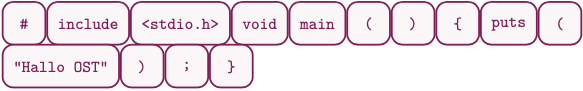 # include <stdio.h> void main ( ) { puts (
"Hallo OST" ) ; }